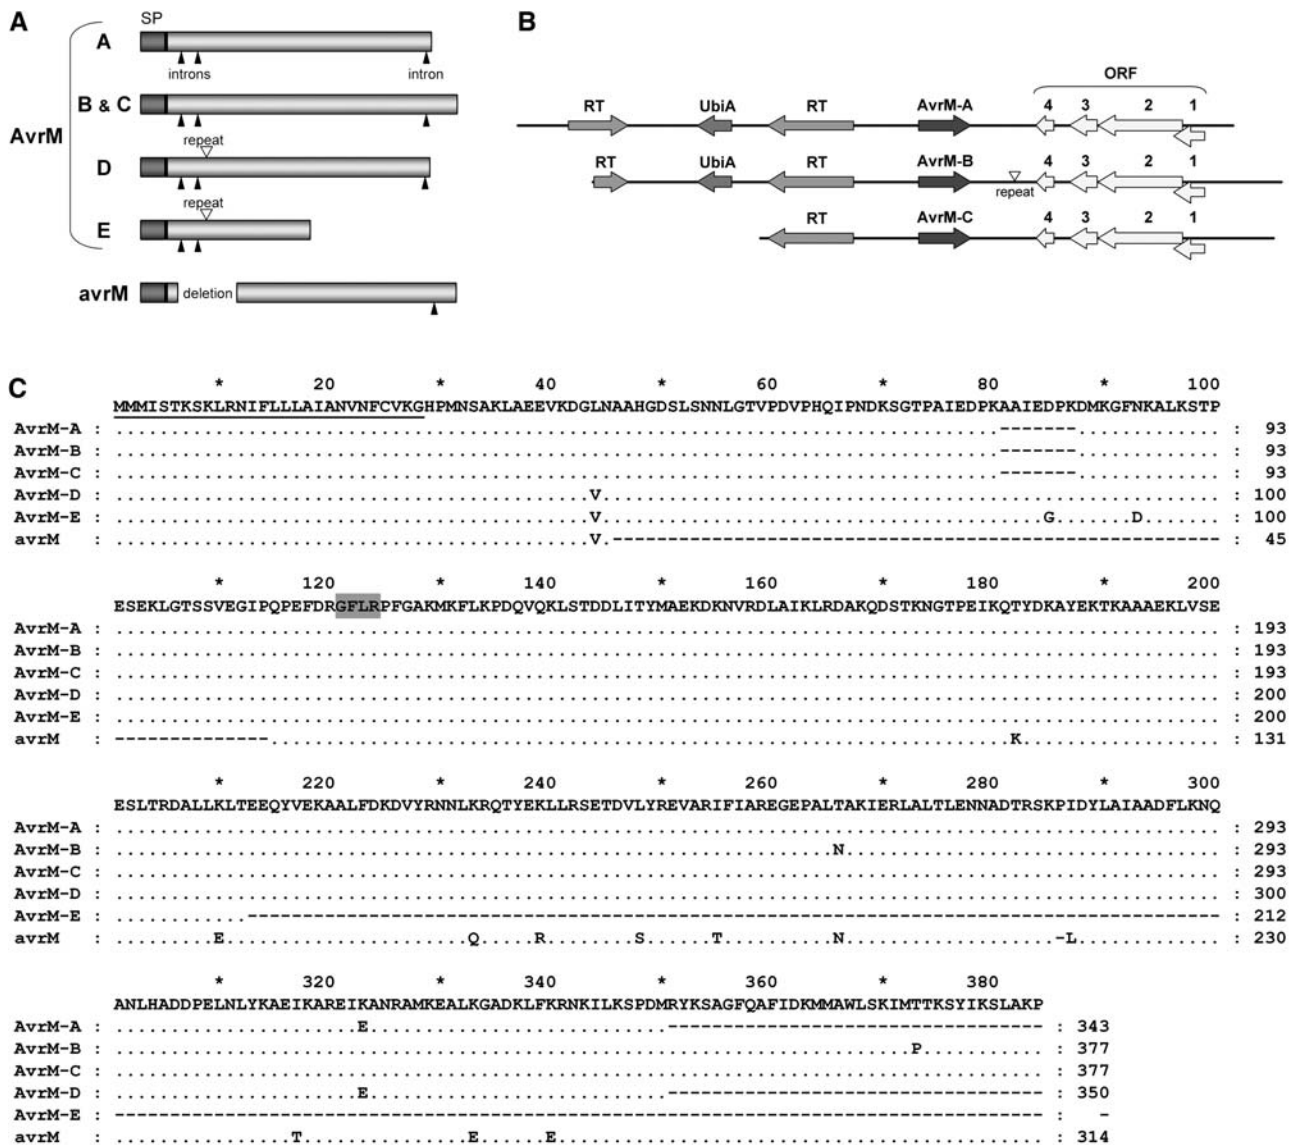 A
SP
A
introns
intron
B & C
AvrM
repeat
D
repeat
E
avrM
deletion
B
ORF
RT
UbiA
RT
AvrM-A
4
3
2
1
RT
UbiA
RT
AvrM-B
4
3
2
1
repeat
RT
AvrM-C
4
3
2
1
C
* 20 * 40 * 60 * 80 * 100
MMMISTKSKLRNIFLLLAIANVNFCVKGHPMNSAKLAEEVKDGLNAAHGDSLSNNLGTVPDVPHQIPNDKSGTPAIEDPKAAIEDPKDMKGFNKALKSTP
AvrM-A : ................................................................................-------............. : 93
AvrM-B : ................................................................................-------............. : 93
AvrM-C : ................................................................................-------............. : 93
AvrM-D : ...........................................V........................................................ : 100
AvrM-E : ...........................................V........................................G.......D....... : 100
avrM : ...........................................V.------------------------------------------------------- : 45
* 120 * 140 * 160 * 180 * 200
ESEKLGTSSVEGIPQPEFDRGFLRPFGAKMKFLKPDQVQKLSTDDLITYMAEKDKNVRDLAIKLRDAKQDSTKNGTPEIKQTYDKAYEKTKAAAEKLVSE
AvrM-A : .................................................................................................... : 193
AvrM-B : .................................................................................................... : 193
AvrM-C : .................................................................................................... : 193
AvrM-D : .................................................................................................... : 200
AvrM-E : .................................................................................................... : 200
avrM : --------------...................................................................K.................. : 131
* 220 * 240 * 260 * 280 * 300
ESLTRDALLKLTEEQYVEKAALFDKDVYRNNLKRQTYEKLLRSETDVLYREVARIFIAREGEPALTAKIERLALTLENNADTRSKPIDYLAIAADFLKNQ
AvrM-A : .................................................................................................... : 293
AvrM-B : .................................................................N.................................. : 293
AvrM-C : .................................................................................................... : 293
AvrM-D : .................................................................................................... : 300
AvrM-E : ............---------------------------------------------------------------------------------------- : 212
avrM : .........E......................Q.....R........S......T..........N...................-L............. : 230
* 320 * 340 * 360 * 380
ANLHADDPELNLYKAEIKAREIKANRAMKEALKGADKLFKRNKILKSPDMRYKSAGFQAFIDKMMAWLSKIMTTKSYIKSLAKP
AvrM-A : ......................E...........................---------------------------------- : 343
AvrM-B : ........................................................................P........... : 377
AvrM-C : .................................................................................... : 377
AvrM-D : ......................E...........................---------------------------------- : 350
AvrM-E : ------------------------------------------------------------------------------------ : -
avrM : ................T...............E......E............................................ : 314